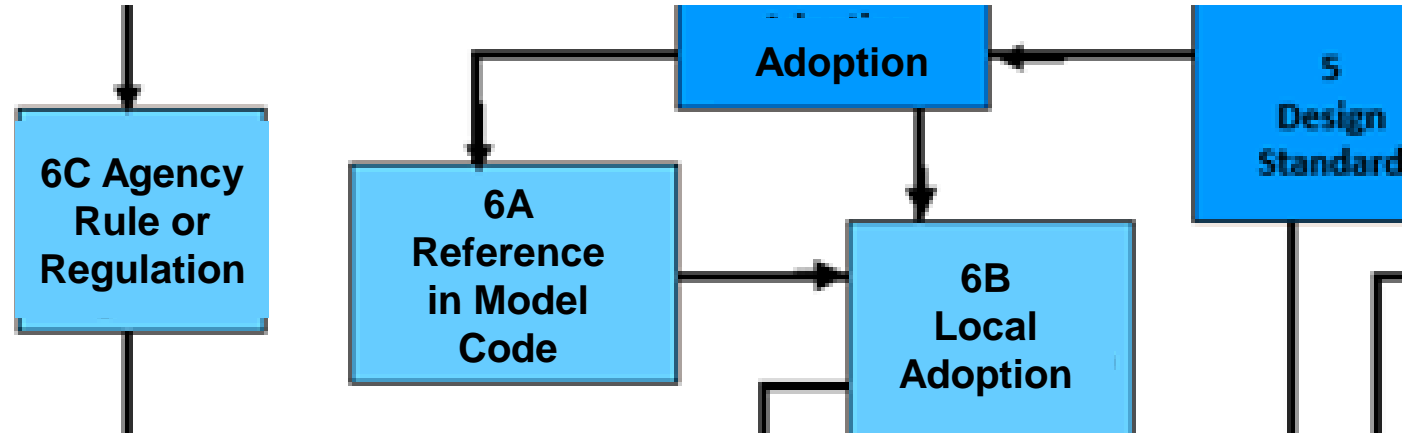 Adoption
5
Design
Standard
6C Agency
Rule or
Regulation
6A
Reference
in Model
Code
6B
Local
Adoption